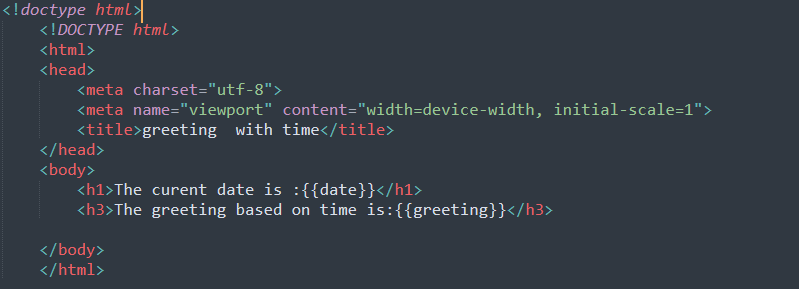 <!doctype html>
<!DOCTYPE html>
<html>
<head>
<meta charset="utf-8">
<meta name="viewport" content="width=device-width, initial-scale=1">
<title>greeting  with time</title>
</head>
<body>
<h1>The curent date is :{{date}}</h1>
<h3>The greeting based on time is:{{greeting}}</h3>
</body>
</html>